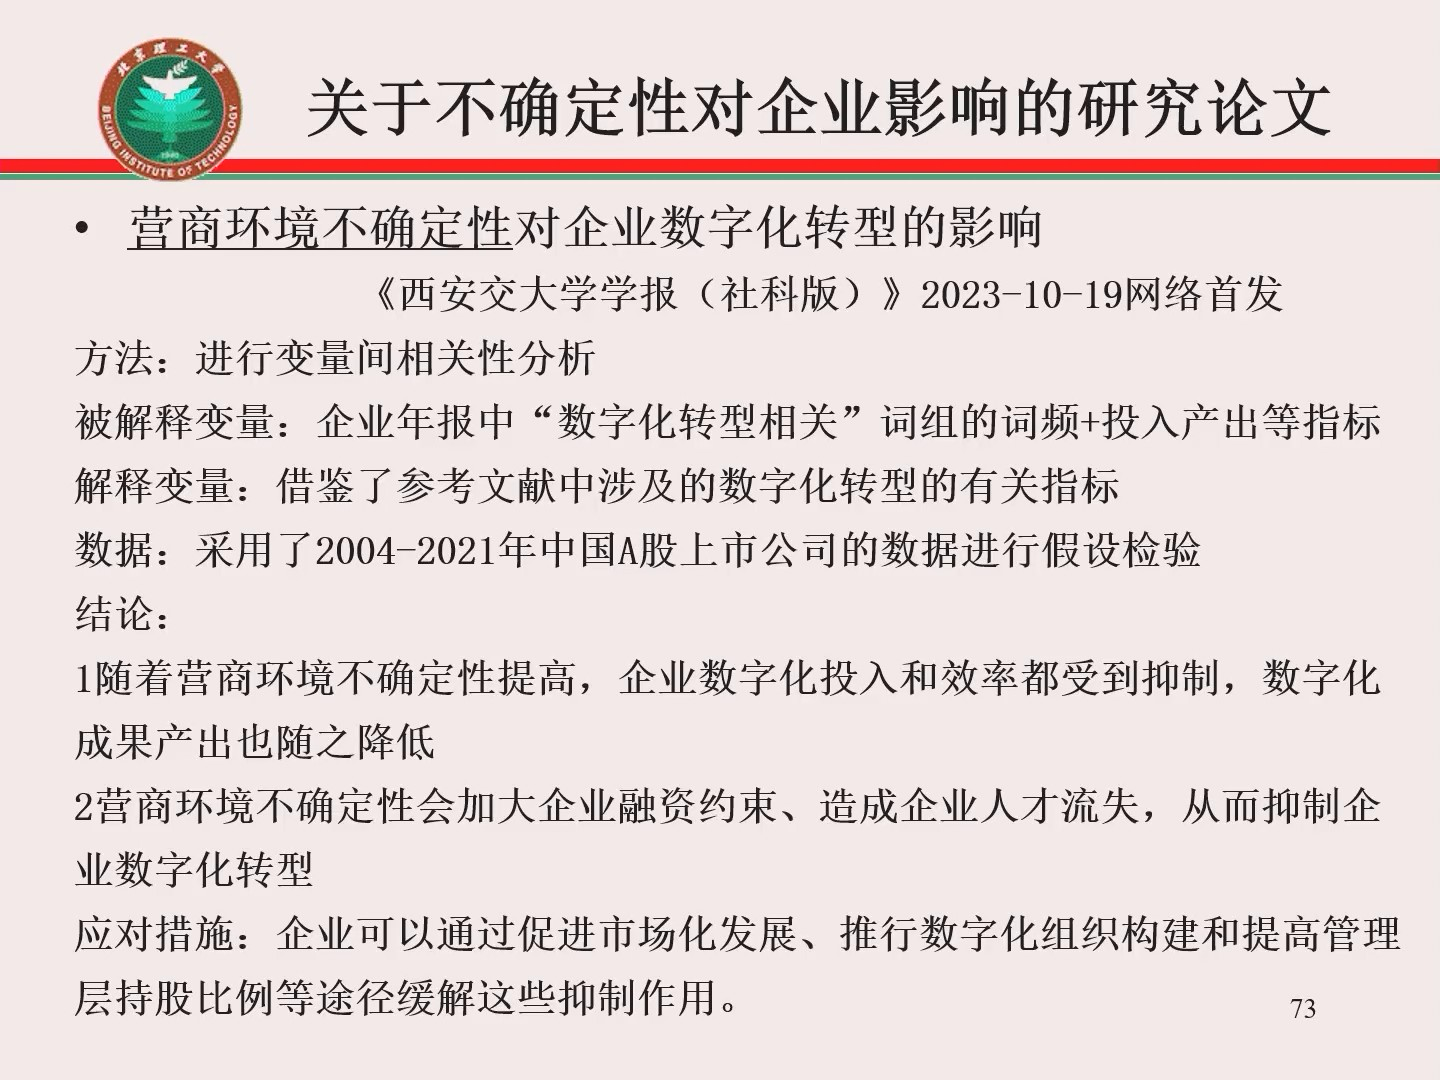 北京理工大学
BEIJING INSTITUTE OF TECHNOLOGY
1940
关于不确定性对企业影响的研究论文
• 营商环境不确定性对企业数字化转型的影响
《西安交大学学报（社科版）》2023-10-19网络首发
方法：进行变量间相关性分析
被解释变量：企业年报中“数字化转型相关”词组的词频+投入产出等指标
解释变量：借鉴了参考文献中涉及的数字化转型的有关指标
数据：采用了2004-2021年中国A股上市公司的数据进行假设检验
结论：
1随着营商环境不确定性提高，企业数字化投入和效率都受到抑制，数字化
成果产出也随之降低
2营商环境不确定性会加大企业融资约束、造成企业人才流失，从而抑制企
业数字化转型
应对措施：企业可以通过促进市场化发展、推行数字化组织构建和提高管理
层持股比例等途径缓解这些抑制作用。
73